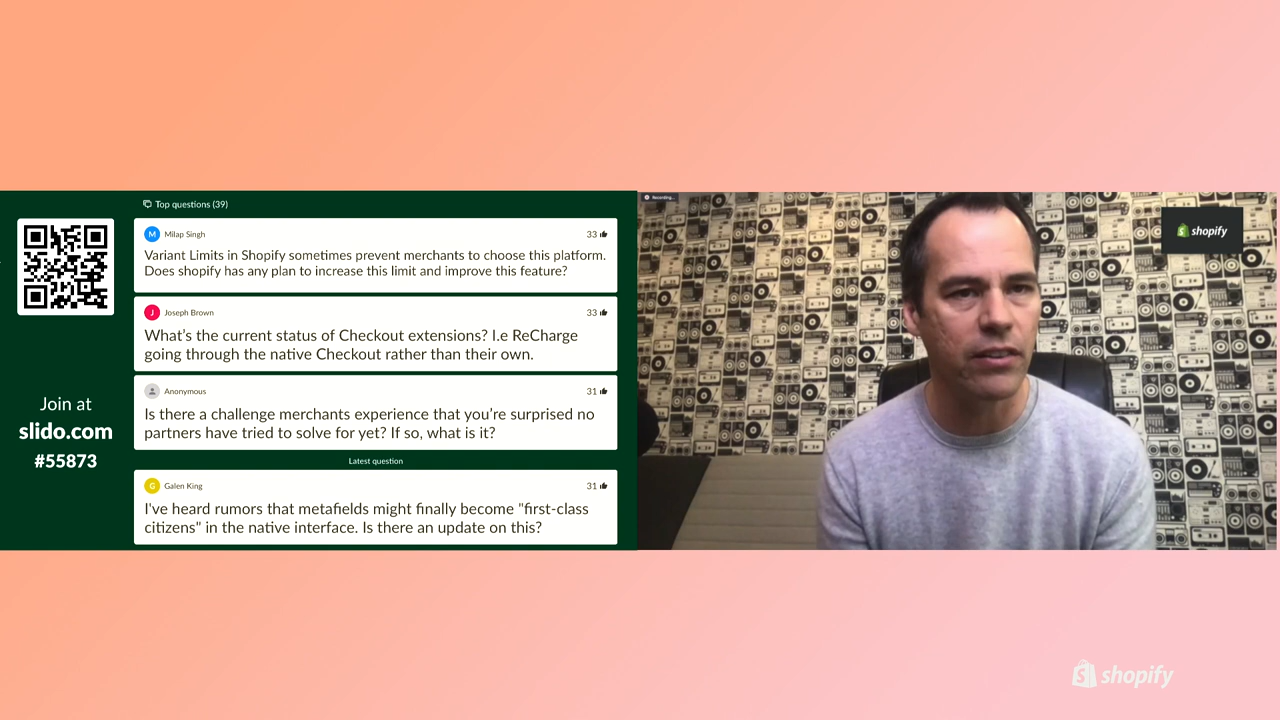 Top questions (39)
M
Milap Singh
33
Variant Limits in Shopify sometimes prevent merchants to choose this platform.
Does shopify has any plan to increase this limit and improve this feature?
J
Joseph Brown
33
What's the current status of Checkout extensions? I.e ReCharge
going through the native Checkout rather than their own.
Anonymous
31
Is there a challenge merchants experience that you're surprised no
partners have tried to solve for yet? If so, what is it?
Latest question
G
Galen King
31
I've heard rumors that metafields might finally become "first-class
citizens" in the native interface. Is there an update on this?
Join at
slido.com
#55873
Recording...
shopify
shopify